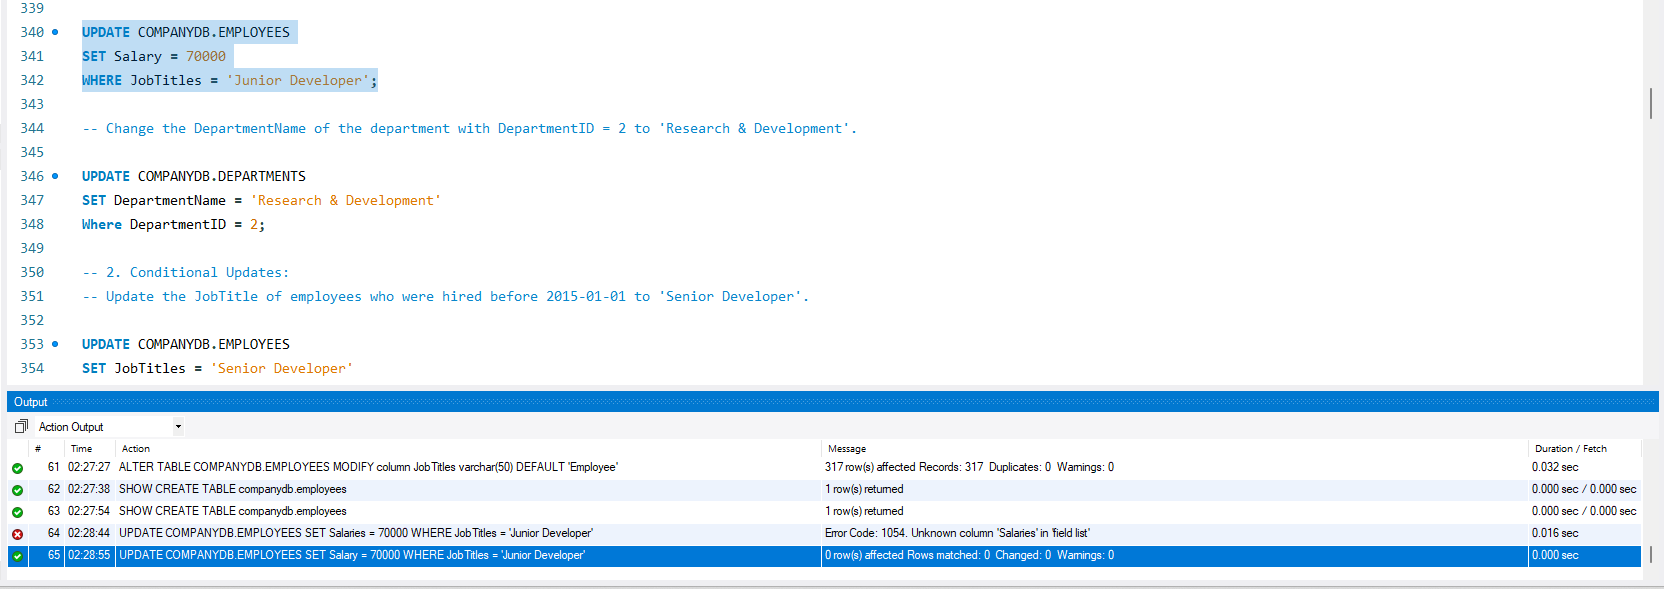 339
340 UPDATE COMPANYDB.EMPLOYEES
341 SET Salary = 70000
342 WHERE JobTitles = 'Junior Developer';
343
344 -- Change the DepartmentName of the department with DepartmentID = 2 to 'Research & Development'.
345
346 UPDATE COMPANYDB.DEPARTMENTS
347 SET DepartmentName = 'Research & Development'
348 Where DepartmentID = 2;
349
350 -- 2. Conditional Updates:
351 -- Update the JobTitle of employees who were hired before 2015-01-01 to 'Senior Developer'.
352
353 UPDATE COMPANYDB.EMPLOYEES
354 SET JobTitles = 'Senior Developer'
Output
Action Output
# Time Action Message Duration / Fetch
61 02:27:27 ALTER TABLE COMPANYDB.EMPLOYEES MODIFY column JobTitles varchar(50) DEFAULT 'Employee' 317 row(s) affected Records: 317 Duplicates: 0 Warnings: 0 0.032 sec
62 02:27:38 SHOW CREATE TABLE companydb.employees 1 row(s) returned 0.000 sec / 0.000 sec
63 02:27:54 SHOW CREATE TABLE companydb.employees 1 row(s) returned 0.000 sec / 0.000 sec
64 02:28:44 UPDATE COMPANYDB.EMPLOYEES SET Salaries = 70000 WHERE JobTitles = 'Junior Developer' Error Code: 1054. Unknown column 'Salaries' in 'field list' 0.016 sec
65 02:28:55 UPDATE COMPANYDB.EMPLOYEES SET Salary = 70000 WHERE JobTitles = 'Junior Developer' 0 row(s) affected Rows matched: 0 Changed: 0 Warnings: 0 0.000 sec